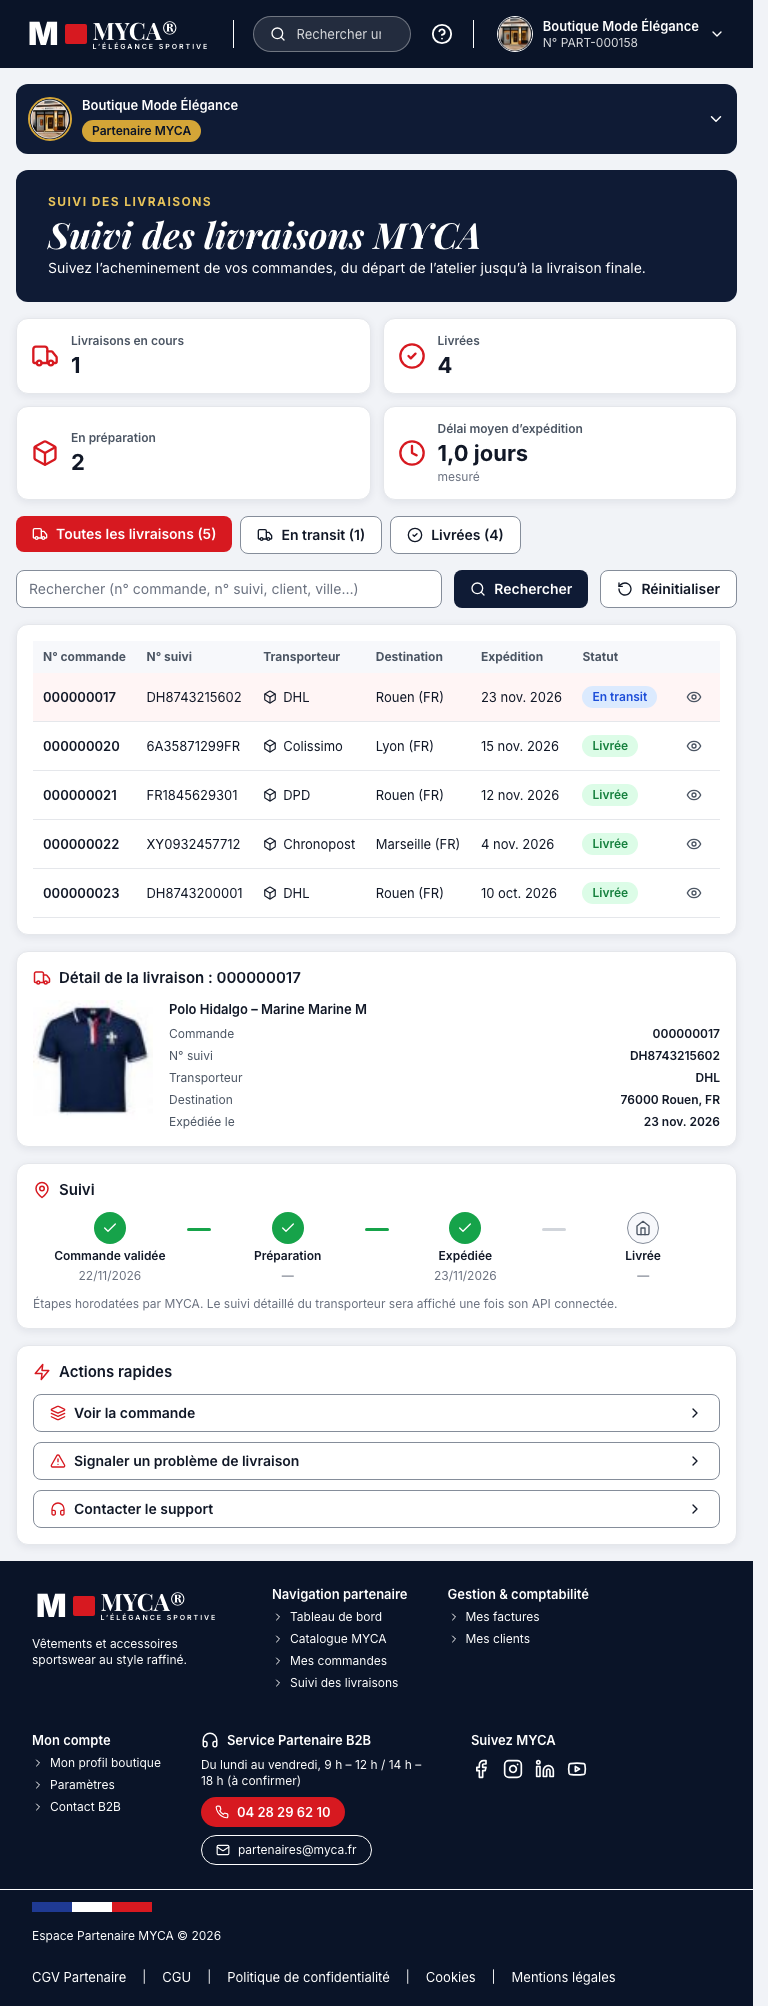 M MYCA®
L'ÉLÉGANCE SPORTIVE
Rechercher un
Boutique Mode Élégance
N° PART-000158
Boutique Mode Élégance
Partenaire MYCA
SUIVI DES LIVRAISONS
Suivi des livraisons MYCA
Suivez l’acheminement de vos commandes, du départ de l’atelier jusqu’à la livraison finale.
Livraisons en cours
1
Livrées
4
En préparation
2
Délai moyen d’expédition
1,0 jours
mesuré
Toutes les livraisons (5)
En transit (1)
Livrées (4)
Rechercher (n° commande, n° suivi, client, ville…)
Rechercher
Réinitialiser
N° commande N° suivi Transporteur Destination Expédition Statut
000000017 DH8743215602 DHL Rouen (FR) 23 nov. 2026 En transit
000000020 6A35871299FR Colissimo Lyon (FR) 15 nov. 2026 Livrée
000000021 FR1845629301 DPD Rouen (FR) 12 nov. 2026 Livrée
000000022 XY0932457712 Chronopost Marseille (FR) 4 nov. 2026 Livrée
000000023 DH8743200001 DHL Rouen (FR) 10 oct. 2026 Livrée
Détail de la livraison : 000000017
Polo Hidalgo – Marine Marine M
Commande 000000017
N° suivi DH8743215602
Transporteur DHL
Destination 76000 Rouen, FR
Expédiée le 23 nov. 2026
Suivi
Commande validée Préparation Expédiée Livrée
22/11/2026 — 23/11/2026 —
Étapes horodatées par MYCA. Le suivi détaillé du transporteur sera affiché une fois son API connectée.
Actions rapides
Voir la commande
Signaler un problème de livraison
Contacter le support
M MYCA®
L'ÉLÉGANCE SPORTIVE
Vêtements et accessoires
sportswear au style raffiné.
Navigation partenaire
Tableau de bord
Catalogue MYCA
Mes commandes
Suivi des livraisons
Gestion & comptabilité
Mes factures
Mes clients
Mon compte
Mon profil boutique
Paramètres
Contact B2B
Service Partenaire B2B
Du lundi au vendredi, 9 h – 12 h / 14 h –
18 h (à confirmer)
04 28 29 62 10
partenaires@myca.fr
Suivez MYCA
Espace Partenaire MYCA © 2026
CGV Partenaire | CGU | Politique de confidentialité | Cookies | Mentions légales